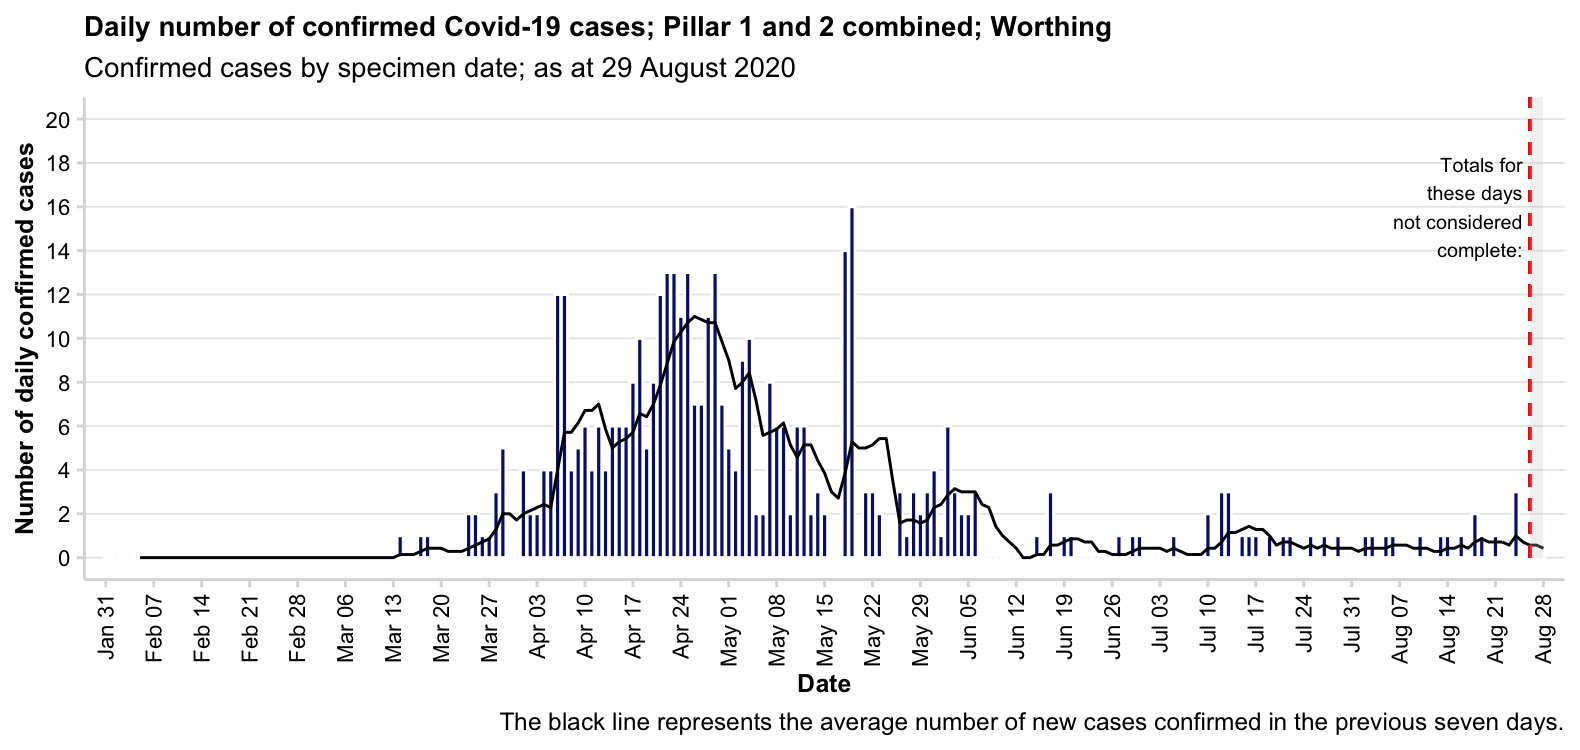 Daily number of confirmed Covid-19 cases; Pillar 1 and 2 combined; Worthing
Confirmed cases by specimen date; as at 29 August 2020
Number of daily confirmed cases
20
18
16
14
12
10
8
6
4
2
0
Totals for
these days
not considered
complete:
Jan 31
Feb 07
Feb 14
Feb 21
Feb 28
Mar 06
Mar 13
Mar 20
Mar 27
Apr 03
Apr 10
Apr 17
Apr 24
May 01
May 08
May 15
May 22
May 29
Jun 05
Jun 12
Jun 19
Jun 26
Jul 03
Jul 10
Jul 17
Jul 24
Jul 31
Aug 07
Aug 14
Aug 21
Aug 28
Date
The black line represents the average number of new cases confirmed in the previous seven days.